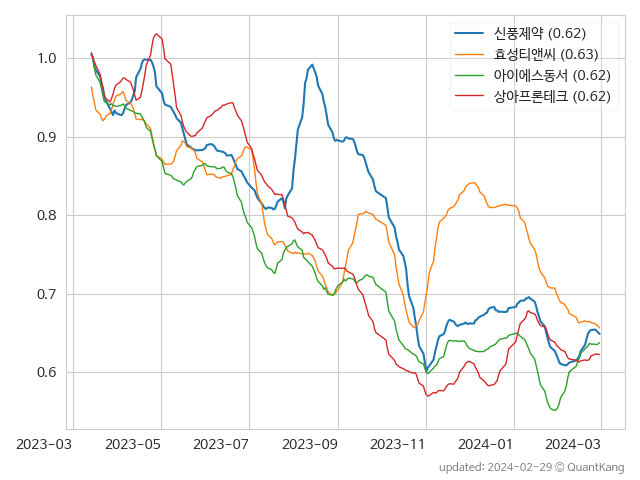 신풍제약 (0.62)
효성티앤씨 (0.63)
아이에스동서 (0.62)
상아프론테크 (0.62)
1.0
0.9
0.8
0.7
0.6
2023-03 2023-05 2023-07 2023-09 2023-11 2024-01 2024-03
updated: 2024-02-29 © QuantKang